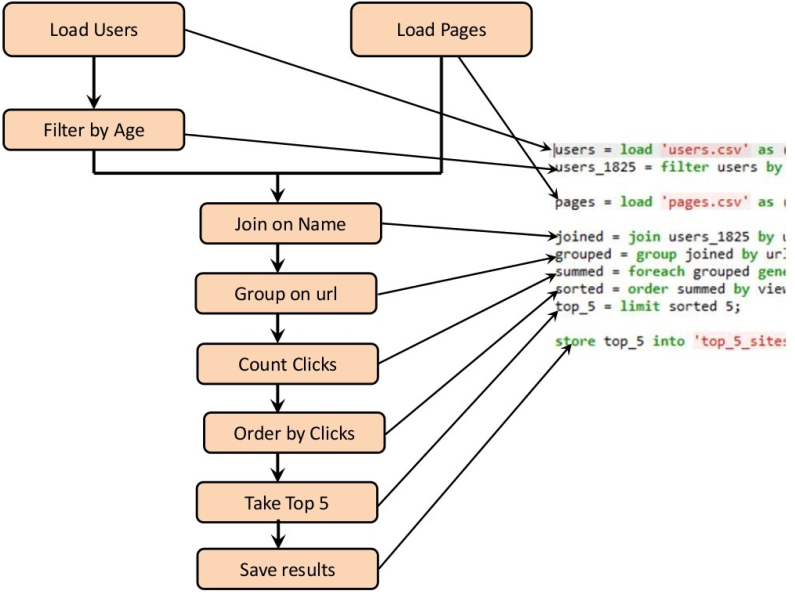 Load Users
Load Pages
Filter by Age
Join on Name
Group on url
Count Clicks
Order by Clicks
Take Top 5
Save results
users = load 'users.csv' as
users_1825 = filter users by
pages = load 'pages.csv' as
joined = join users_1825 by
grouped = group joined by url
summed = foreach grouped gene
sorted = order summed by view
top_5 = limit sorted 5;
store top_5 into 'top_5_sites